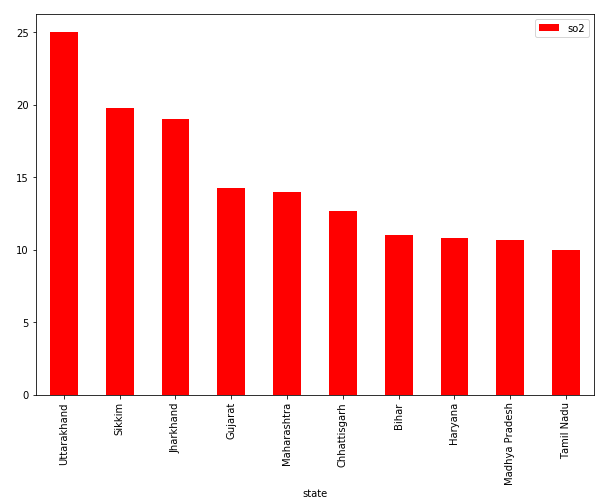 so2
25
20
15
10
5
0
Uttarakhand
Sikkim
Jharkhand
Gujarat
Maharashtra
Chhattisgarh
Bihar
Haryana
Madhya Pradesh
Tamil Nadu
state